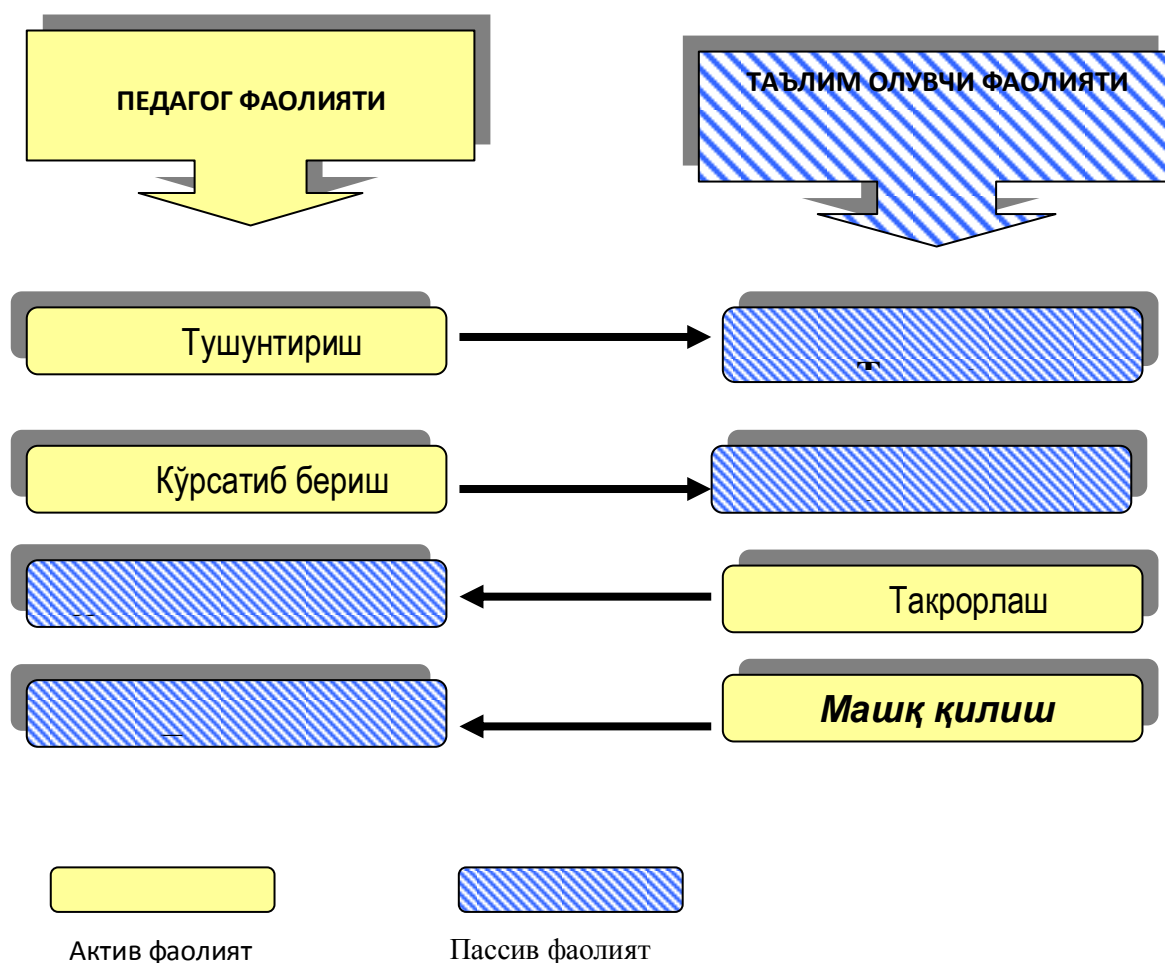 ПЕДАГОГ ФАОЛИЯТИ
ТАЪЛИМ ОЛУВЧИ ФАОЛИЯТИ
Тушунтириш
Кўрсатиб бериш
Такрорлаш
Машқ қилиш
Актив фаолият
Пассив фаолият